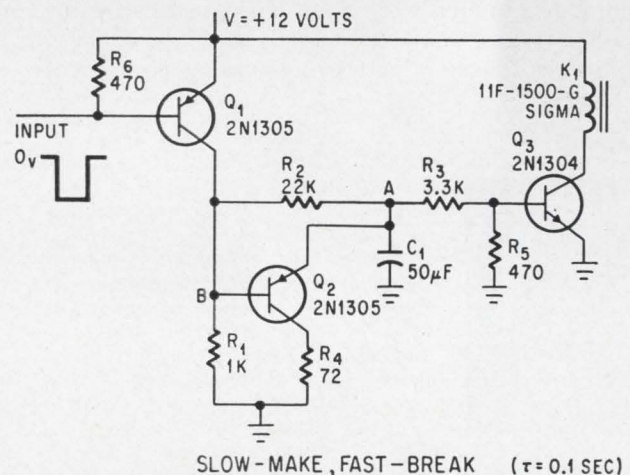 V = +12 VOLTS
R6
470
K1
11F-1500-G
SIGMA
Q1
2N1305
INPUT
0v
R2
22K
A
R3
3.3K
Q3
2N1304
C1
50μF
R5
470
B
Q2
2N1305
R1
1K
R4
72
SLOW-MAKE, FAST-BREAK (τ = 0.1 SEC)